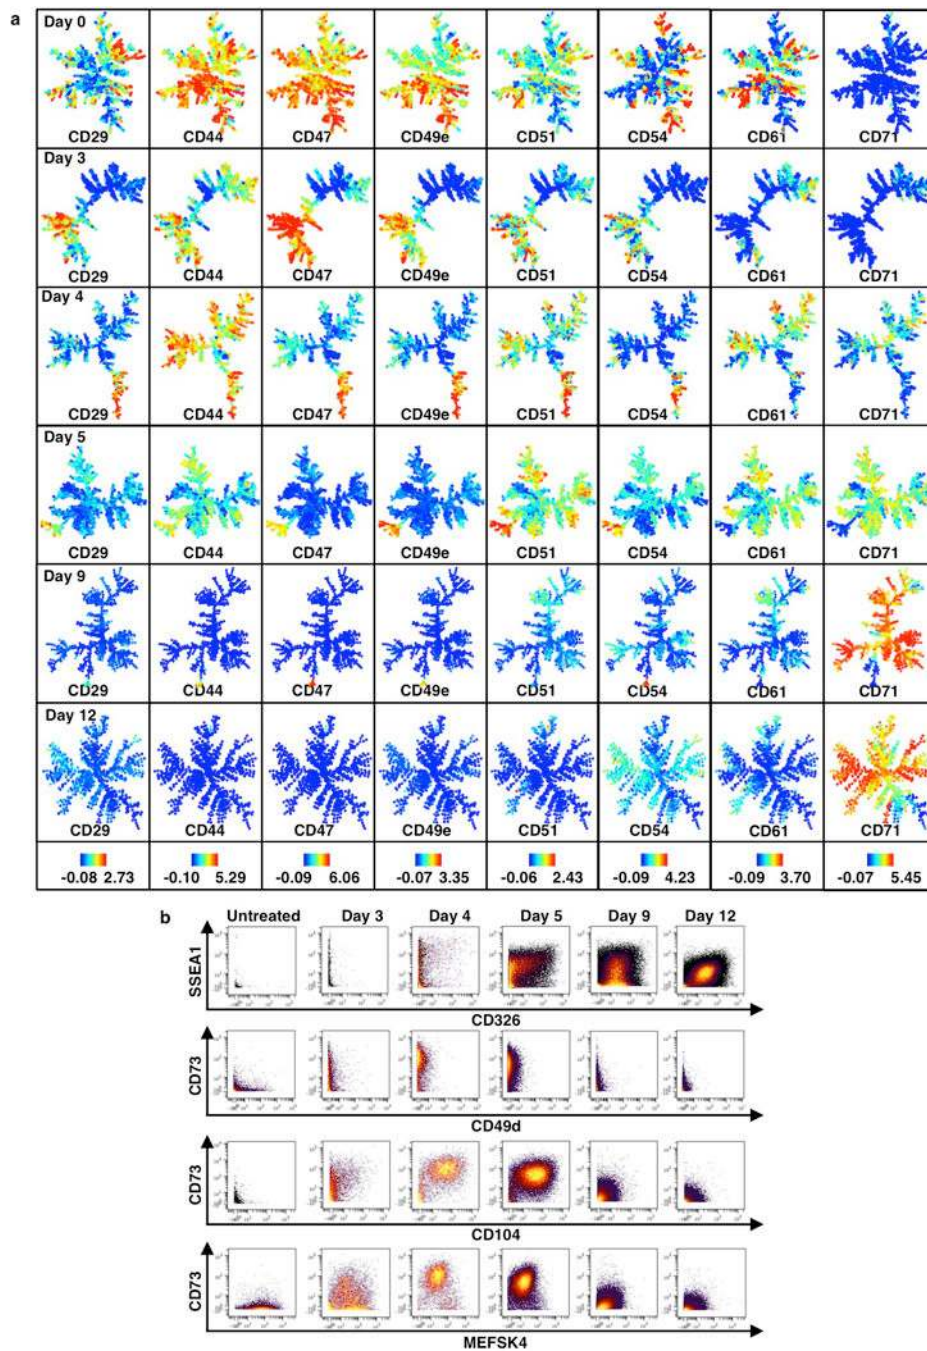 a
Day 0
CD29 CD44 CD47 CD49e CD51 CD54 CD61 CD71
Day 3
CD29 CD44 CD47 CD49e CD51 CD54 CD61 CD71
Day 4
CD29 CD44 CD47 CD49e CD51 CD54 CD61 CD71
Day 5
CD29 CD44 CD47 CD49e CD51 CD54 CD61 CD71
Day 9
CD29 CD44 CD47 CD49e CD51 CD54 CD61 CD71
Day 12
CD29 CD44 CD47 CD49e CD51 CD54 CD61 CD71
-0.08 2.73 -0.10 5.29 -0.09 6.06 -0.07 3.35 -0.06 2.43 -0.09 4.23 -0.09 3.70 -0.07 5.45
b
Untreated Day 3 Day 4 Day 5 Day 9 Day 12
SSEA1
CD326
CD73
CD49d
CD73
CD104
CD73
MEFSK4